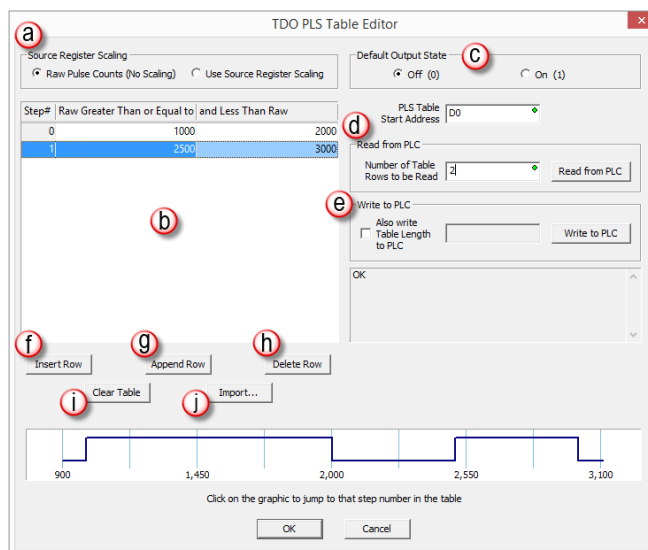 TDO PLS Table Editor
a
Source Register Scaling
Raw Pulse Counts (No Scaling)
Use Source Register Scaling
Default Output State
c
Off (0)
On (1)
Step#
Raw Greater Than or Equal to
and Less Than Raw
0
1000
2000
1
2500
3000
b
d
PLS Table
Start Address
D0
Read from PLC
Number of Table
Rows to be Read
2
Read from PLC
e
Write to PLC
Also write
Table Length
to PLC
Write to PLC
OK
f
Insert Row
g
Append Row
h
Delete Row
i
Clear Table
j
Import...
900
1,450
2,000
2,550
3,100
Click on the graphic to jump to that step number in the table
OK
Cancel